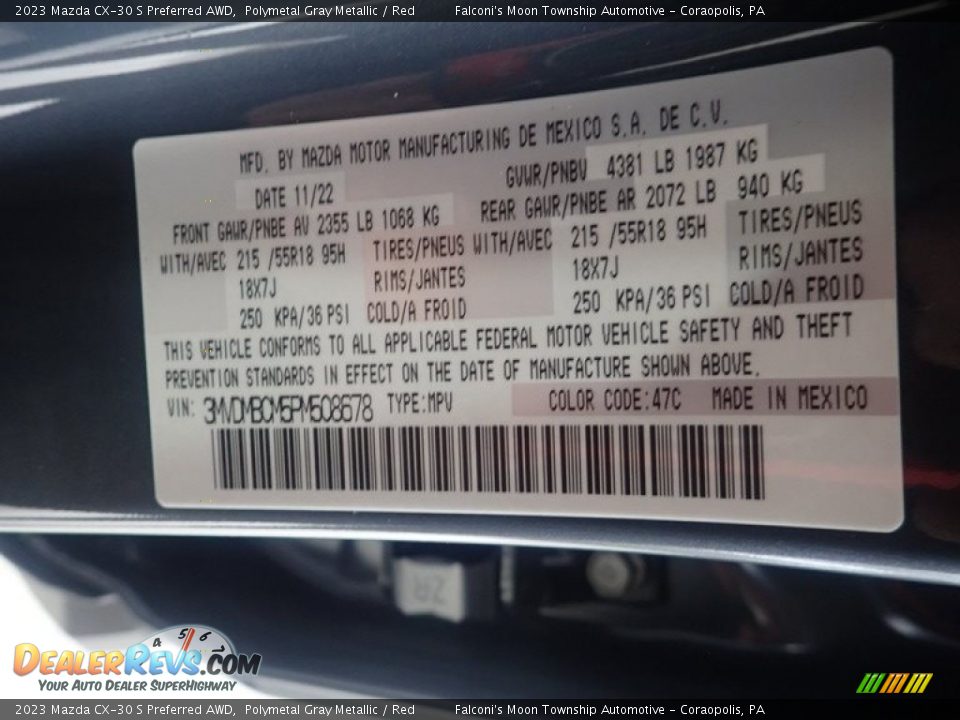 2023 Mazda CX-30 S Preferred AWD, Polymetal Gray Metallic / Red Falconi's Moon Township Automotive - Coraopolis, PA
MFD. BY MAZDA MOTOR MANUFACTURING DE MEXICO S.A. DE C.V.
DATE 11/22 GVWR/PNBV 4381 LB 1987 KG
FRONT GAWR/PNBE AV 2355 LB 1068 KG REAR GAWR/PNBE AR 2072 LB 940 KG
WITH/AVEC 215 /55R18 95H TIRES/PNEUS WITH/AVEC 215 /55R18 95H TIRES/PNEUS
18X7J RIMS/JANTES 18X7J RIMS/JANTES
250 KPA/36 PSI COLD/A FROID 250 KPA/36 PSI COLD/A FROID
THIS VEHICLE CONFORMS TO ALL APPLICABLE FEDERAL MOTOR VEHICLE SAFETY AND THEFT
PREVENTION STANDARDS IN EFFECT ON THE DATE OF MANUFACTURE SHOWN ABOVE.
VIN: 3MVDMBCM5PM508678 TYPE:MPV COLOR CODE:47C MADE IN MEXICO
4 5 6
DealerRevs.com
Your Auto Dealer SuperHighway
2023 Mazda CX-30 S Preferred AWD, Polymetal Gray Metallic / Red Falconi's Moon Township Automotive - Coraopolis, PA